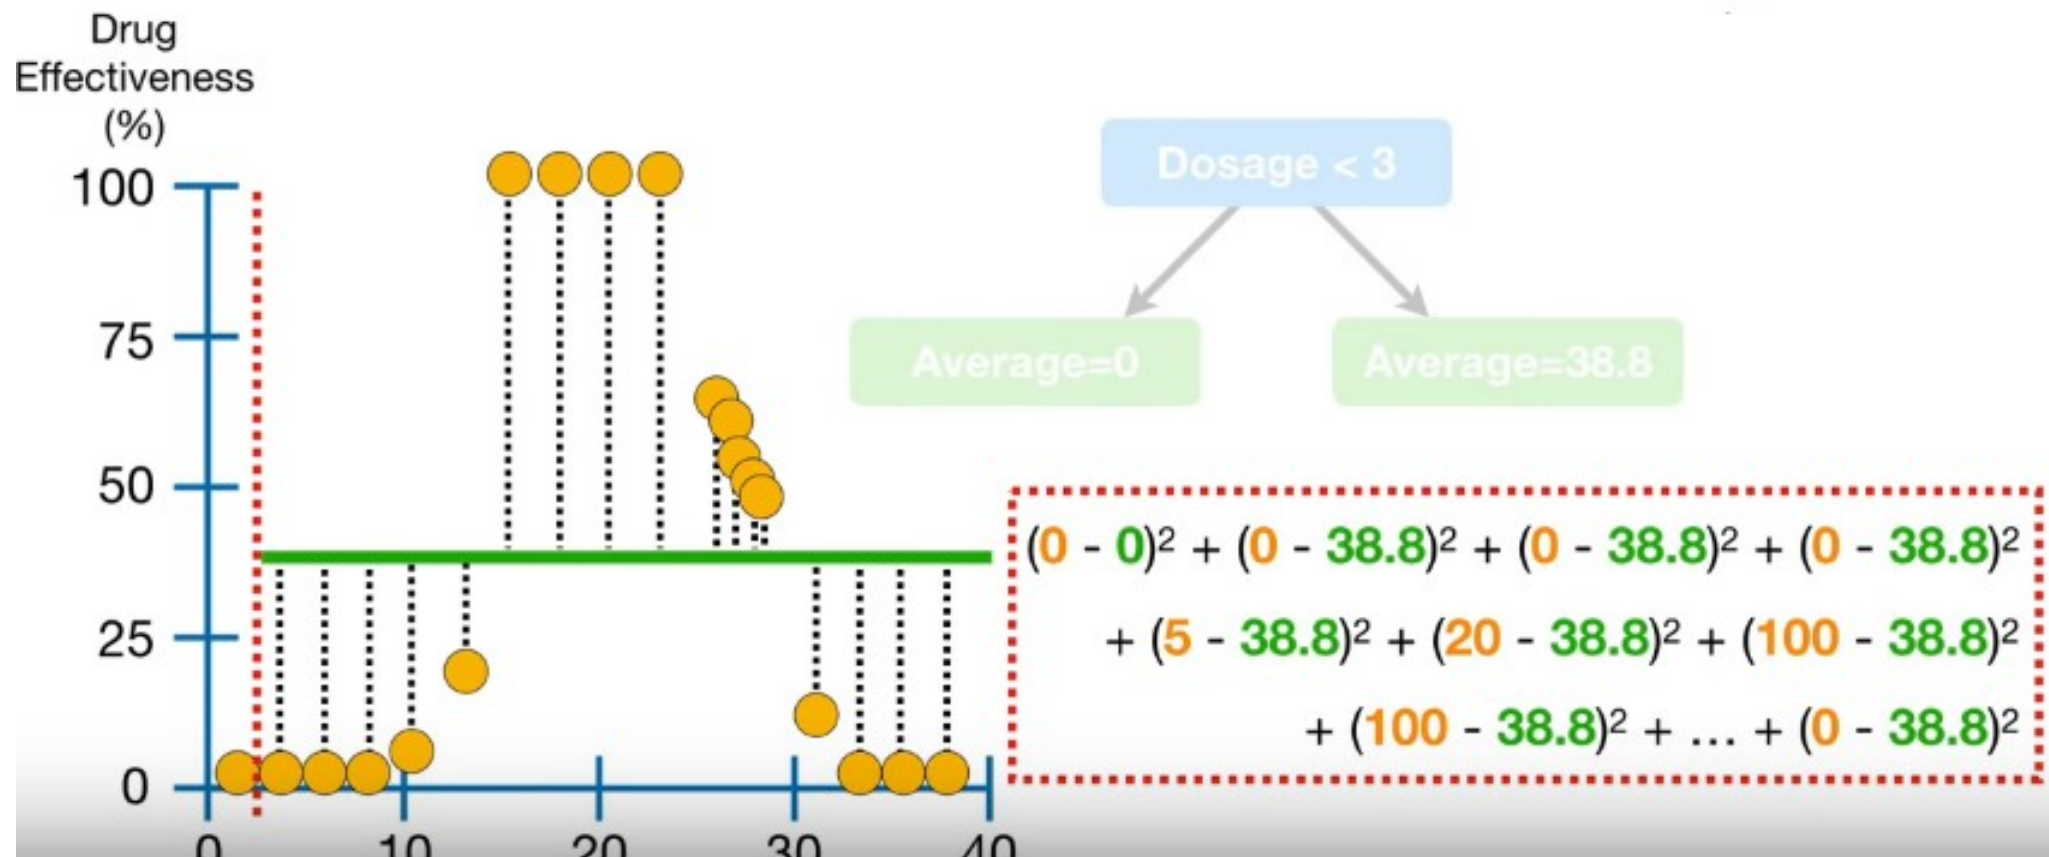 Drug
Effectiveness
(%)
100
75
50
25
0
0 10 20 30 40
Dosage < 3
Average=0 Average=38.8
(0 - 0)² + (0 - 38.8)² + (0 - 38.8)² + (0 - 38.8)²
+ (5 - 38.8)² + (20 - 38.8)² + (100 - 38.8)²
+ (100 - 38.8)² + ... + (0 - 38.8)²